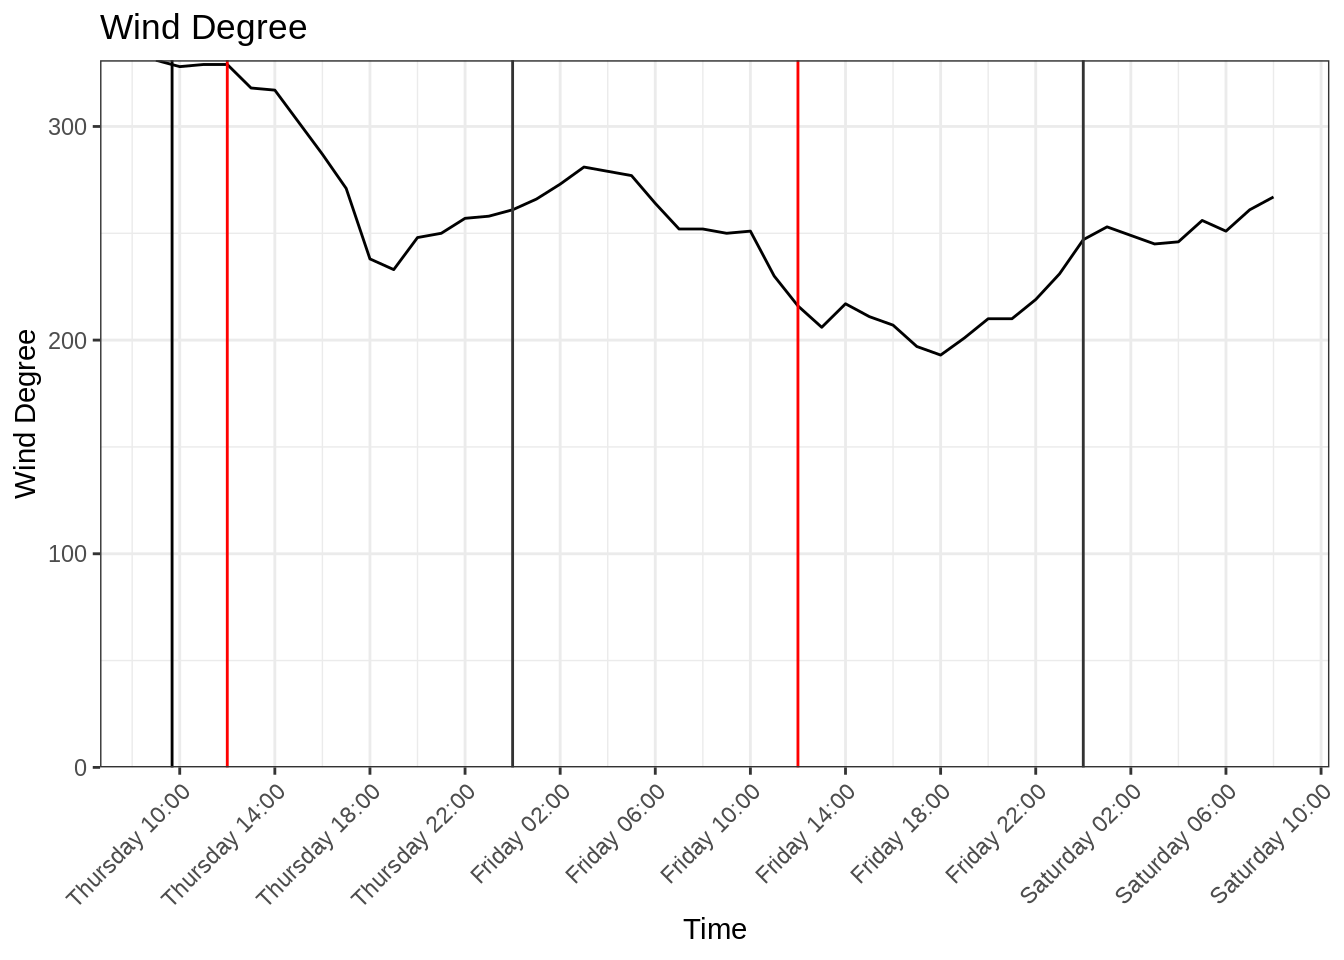 Wind Degree
Wind Degree
300
200
100
0
Thursday 10:00
Thursday 14:00
Thursday 18:00
Thursday 22:00
Friday 02:00
Friday 06:00
Friday 10:00
Friday 14:00
Friday 18:00
Friday 22:00
Saturday 02:00
Saturday 06:00
Saturday 10:00
Time